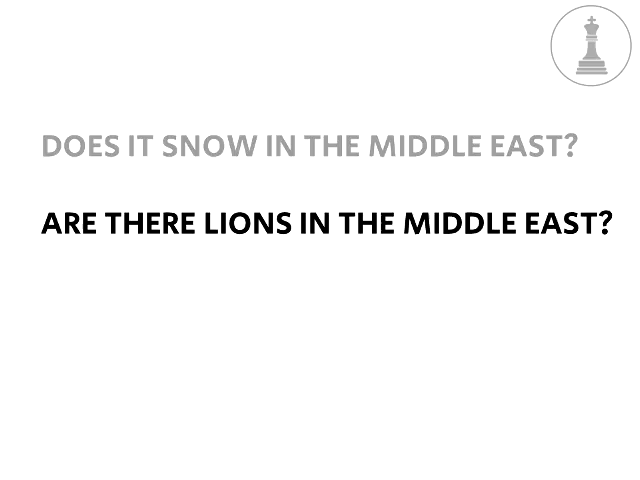 DOES IT SNOW IN THE MIDDLE EAST?
ARE THERE LIONS IN THE MIDDLE EAST?